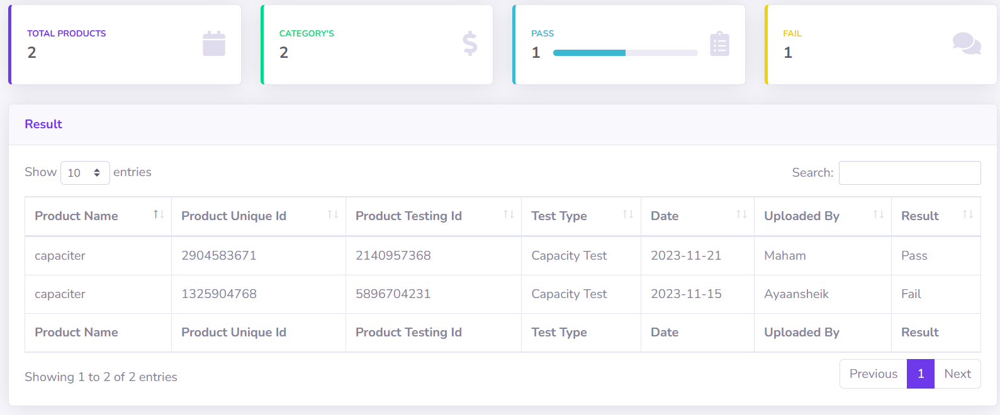 TOTAL PRODUCTS CATEGORY'S PASS FAIL
2 2 1 1
Result
Show 10 entries Search:
Product Name Product Unique Id Product Testing Id Test Type Date Uploaded By Result
capaciter 2904583671 2140957368 Capacity Test 2023-11-21 Maham Pass
capaciter 1325904768 5896704231 Capacity Test 2023-11-15 Ayaansheik Fail
Product Name Product Unique Id Product Testing Id Test Type Date Uploaded By Result
Showing 1 to 2 of 2 entries Previous 1 Next